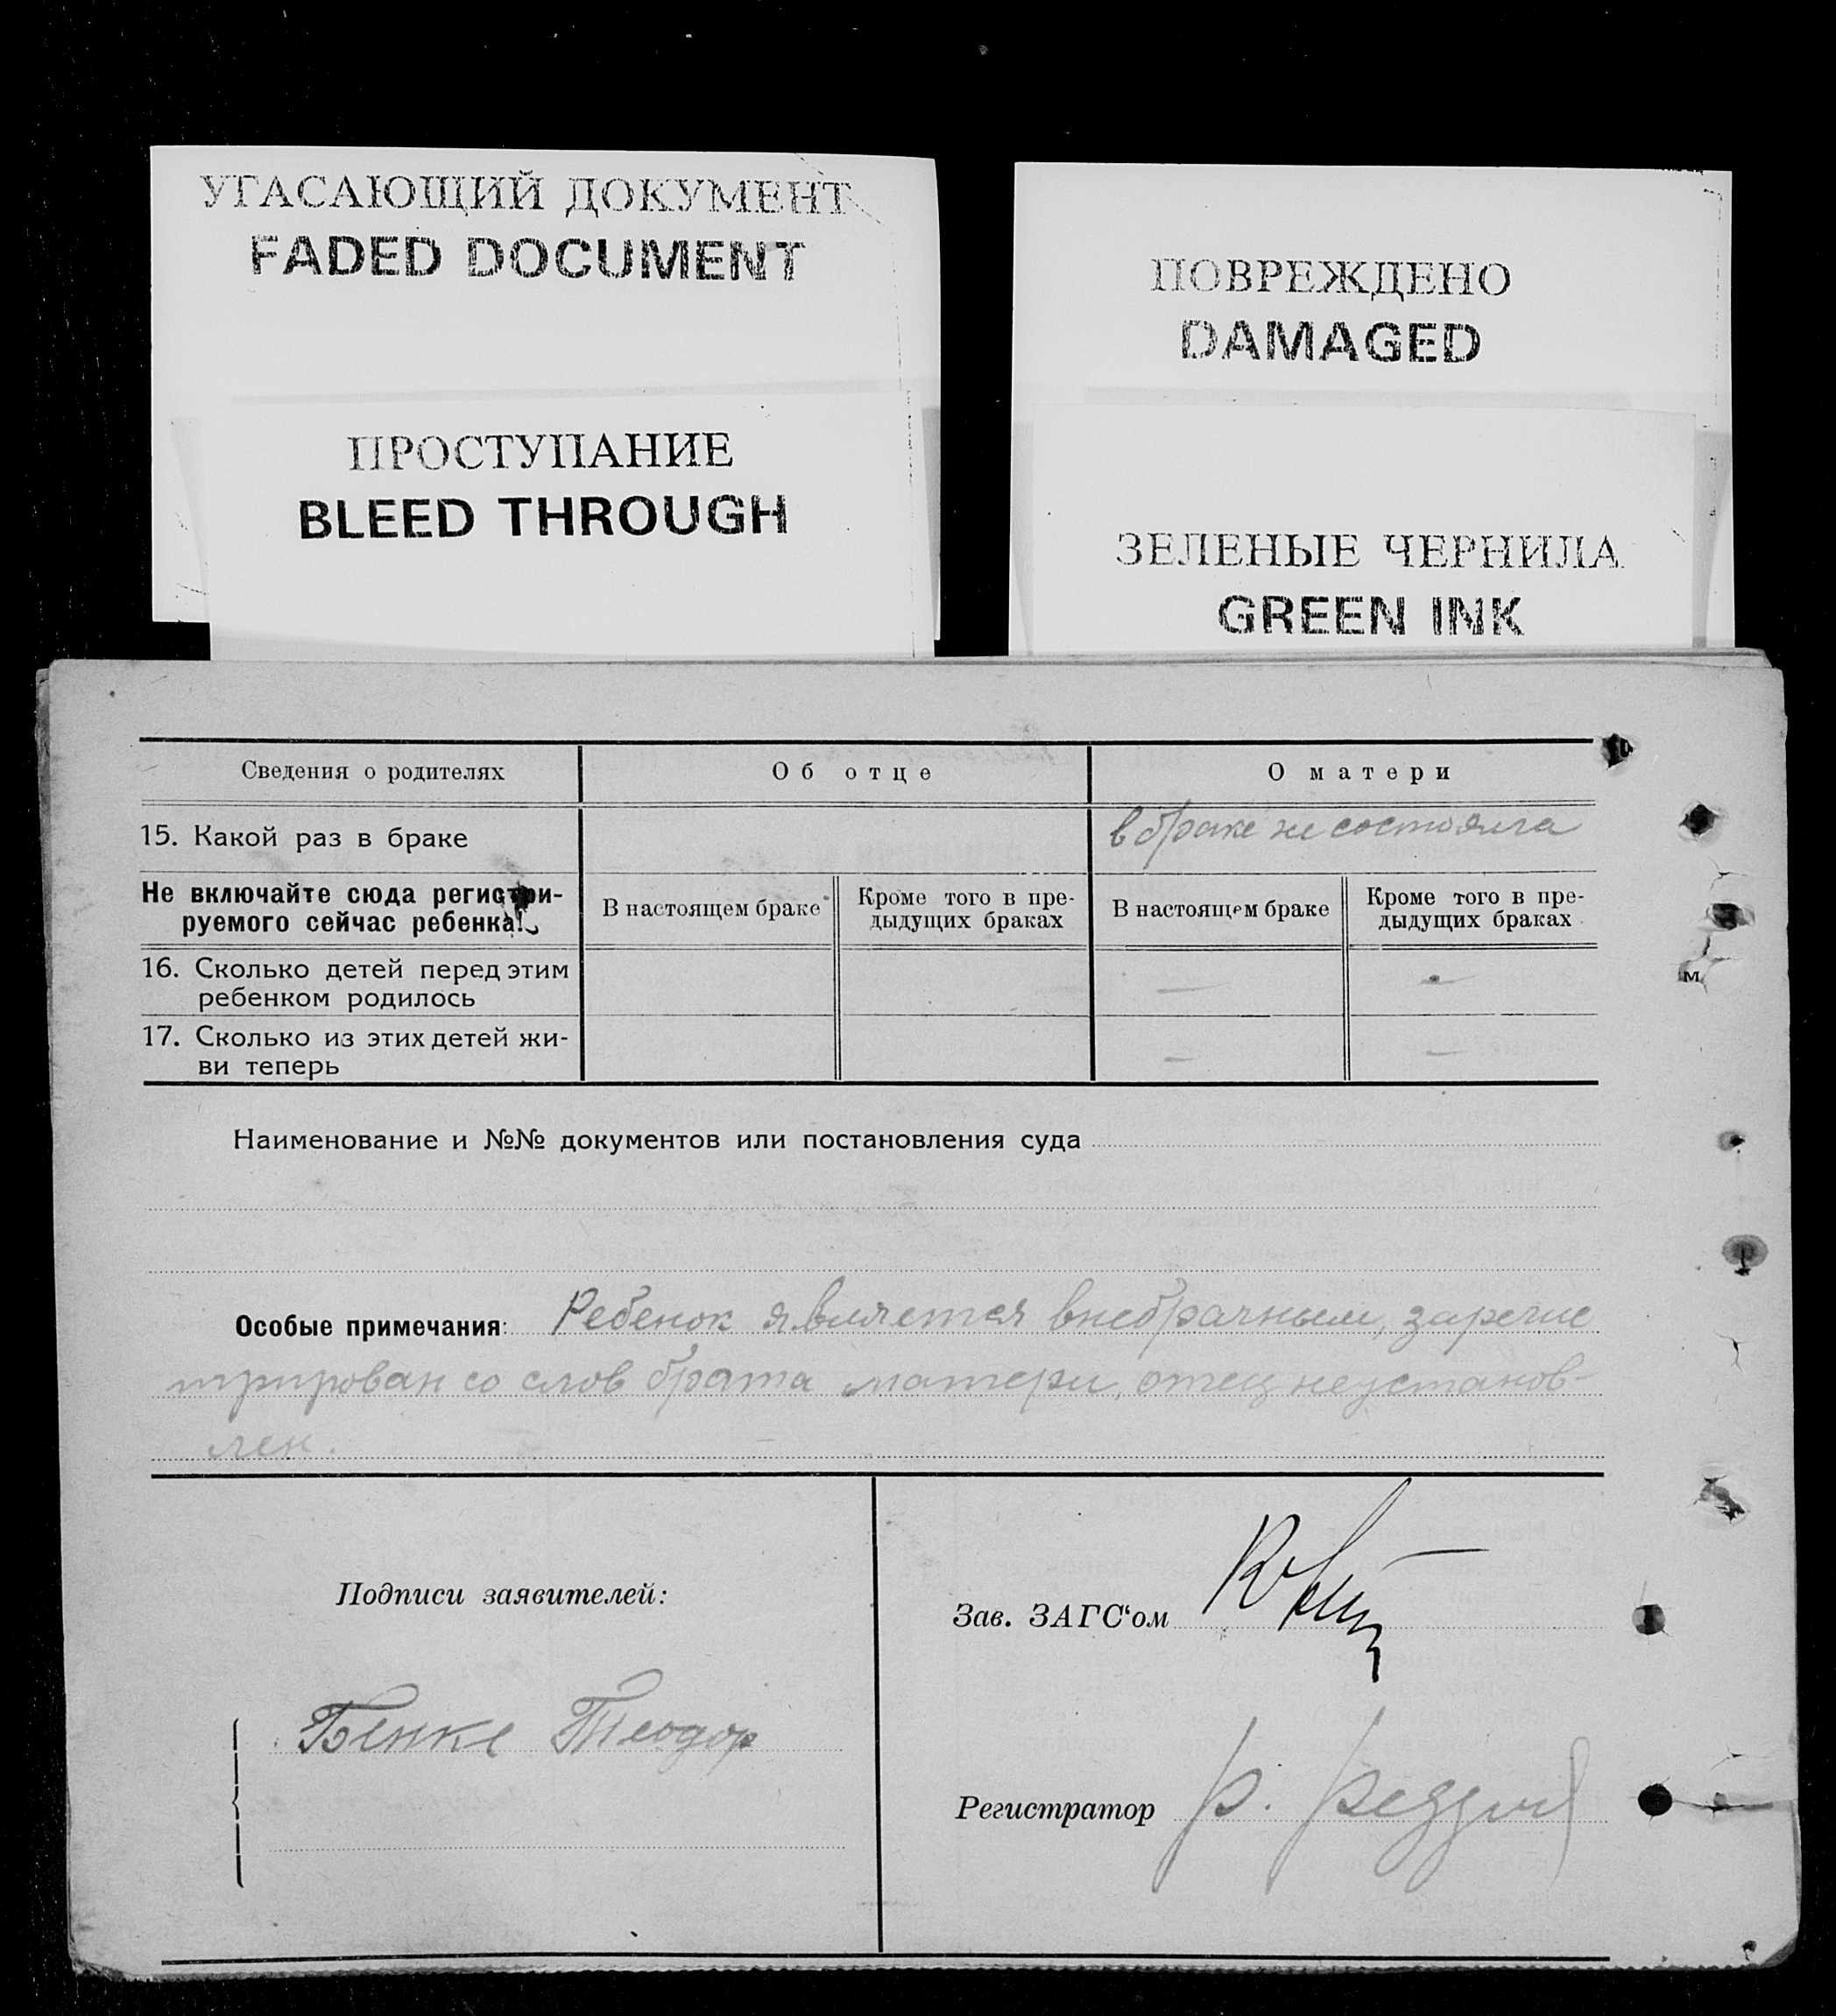 УГАСАЮЩИЙ ДОКУМЕНТ
FADED DOCUMENT
ПРОСТУПАНИЕ
BLEED THROUGH
ПОВРЕЖДЕНО
DAMAGED
ЗЕЛЕНЫЕ ЧЕРНИЛА
GREEN INK
Сведения о родителях
Об отце
О матери
15. Какой раз в браке
в браке не состояла
Не включайте сюда регистри-
руемого сейчас ребенка!
В настоящем браке
Кроме того в пре-
дыдущих браках
В настоящем браке
Кроме того в пре-
дыдущих браках
16. Сколько детей перед этим
ребенком родилось
— —
17. Сколько из этих детей жи-
ви теперь
— —
Наименование и №№ документов или постановления суда
Особые примечания: Ребенок является внебрачным, зареги
стрирован со слов брата матери, отец неустанов-
лен.
Подписи заявителей:
Зав. ЗАГС'ом
Бенке Теодор
Регистратор Р.